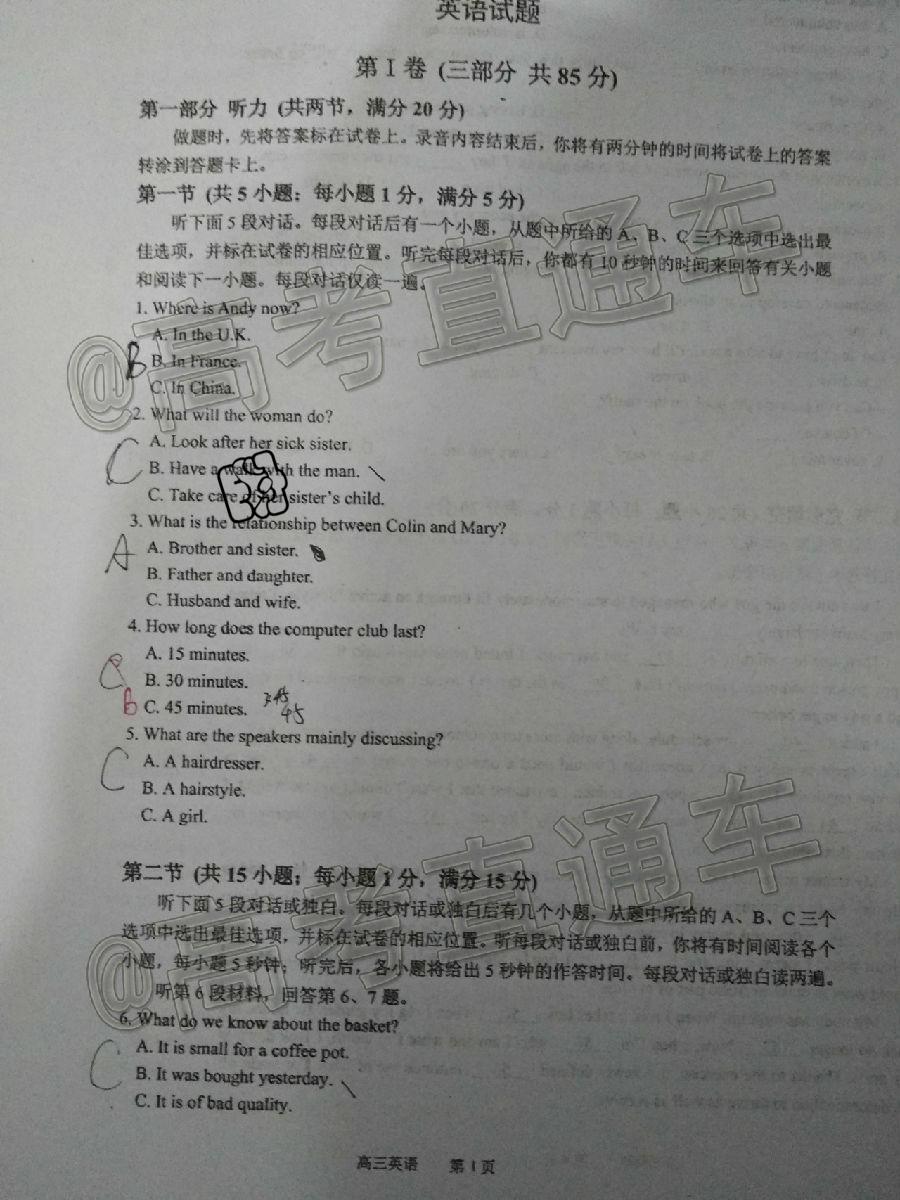 英语试题
第 I 卷 (三部分 共 85 分)
第一部分 听力 (共两节，满分 20 分)
做题时，先将答案标在试卷上。录音内容结束后，你将有两分钟的时间将试卷上的答案
转涂到答题卡上。
第一节 (共 5 小题；每小题 1 分，满分 5 分)
听下面 5 段对话。每段对话后有一个小题，从题中所给的 A、B、C 三个选项中选出最
佳选项，并标在试卷的相应位置。听完每段对话后，你都有 10 秒钟的时间来回答有关小题
和阅读下一小题。每段对话仅读一遍。
1. Where is Andy now?
A. In the U.K.
B B. In France.
C. In China.
2. What will the woman do?
A. Look after her sick sister.
C B. Have a walk with the man.
C. Take care of her sister's child.
3. What is the relationship between Colin and Mary?
A A. Brother and sister.
B. Father and daughter.
C. Husband and wife.
4. How long does the computer club last?
A. 15 minutes.
B. 30 minutes.
B C. 45 minutes. 45
5. What are the speakers mainly discussing?
C A. A hairdresser.
B. A hairstyle.
C. A girl.
第二节 (共 15 小题；每小题 1 分，满分 15 分)
听下面 5 段对话或独白。每段对话或独白后有几个小题，从题中所给的 A、B、C 三个
选项中选出最佳选项，并标在试卷的相应位置。听每段对话或独白前，你将有时间阅读各个
小题，每小题 5 秒钟；听完后，各小题将给出 5 秒钟的作答时间。每段对话或独白读两遍。
听第 6 段材料，回答第 6、7 题。
6. What do we know about the basket?
C A. It is small for a coffee pot.
B. It was bought yesterday.
C. It is of bad quality.
高三英语 第 1 页
@高考直通车
@高考直通车